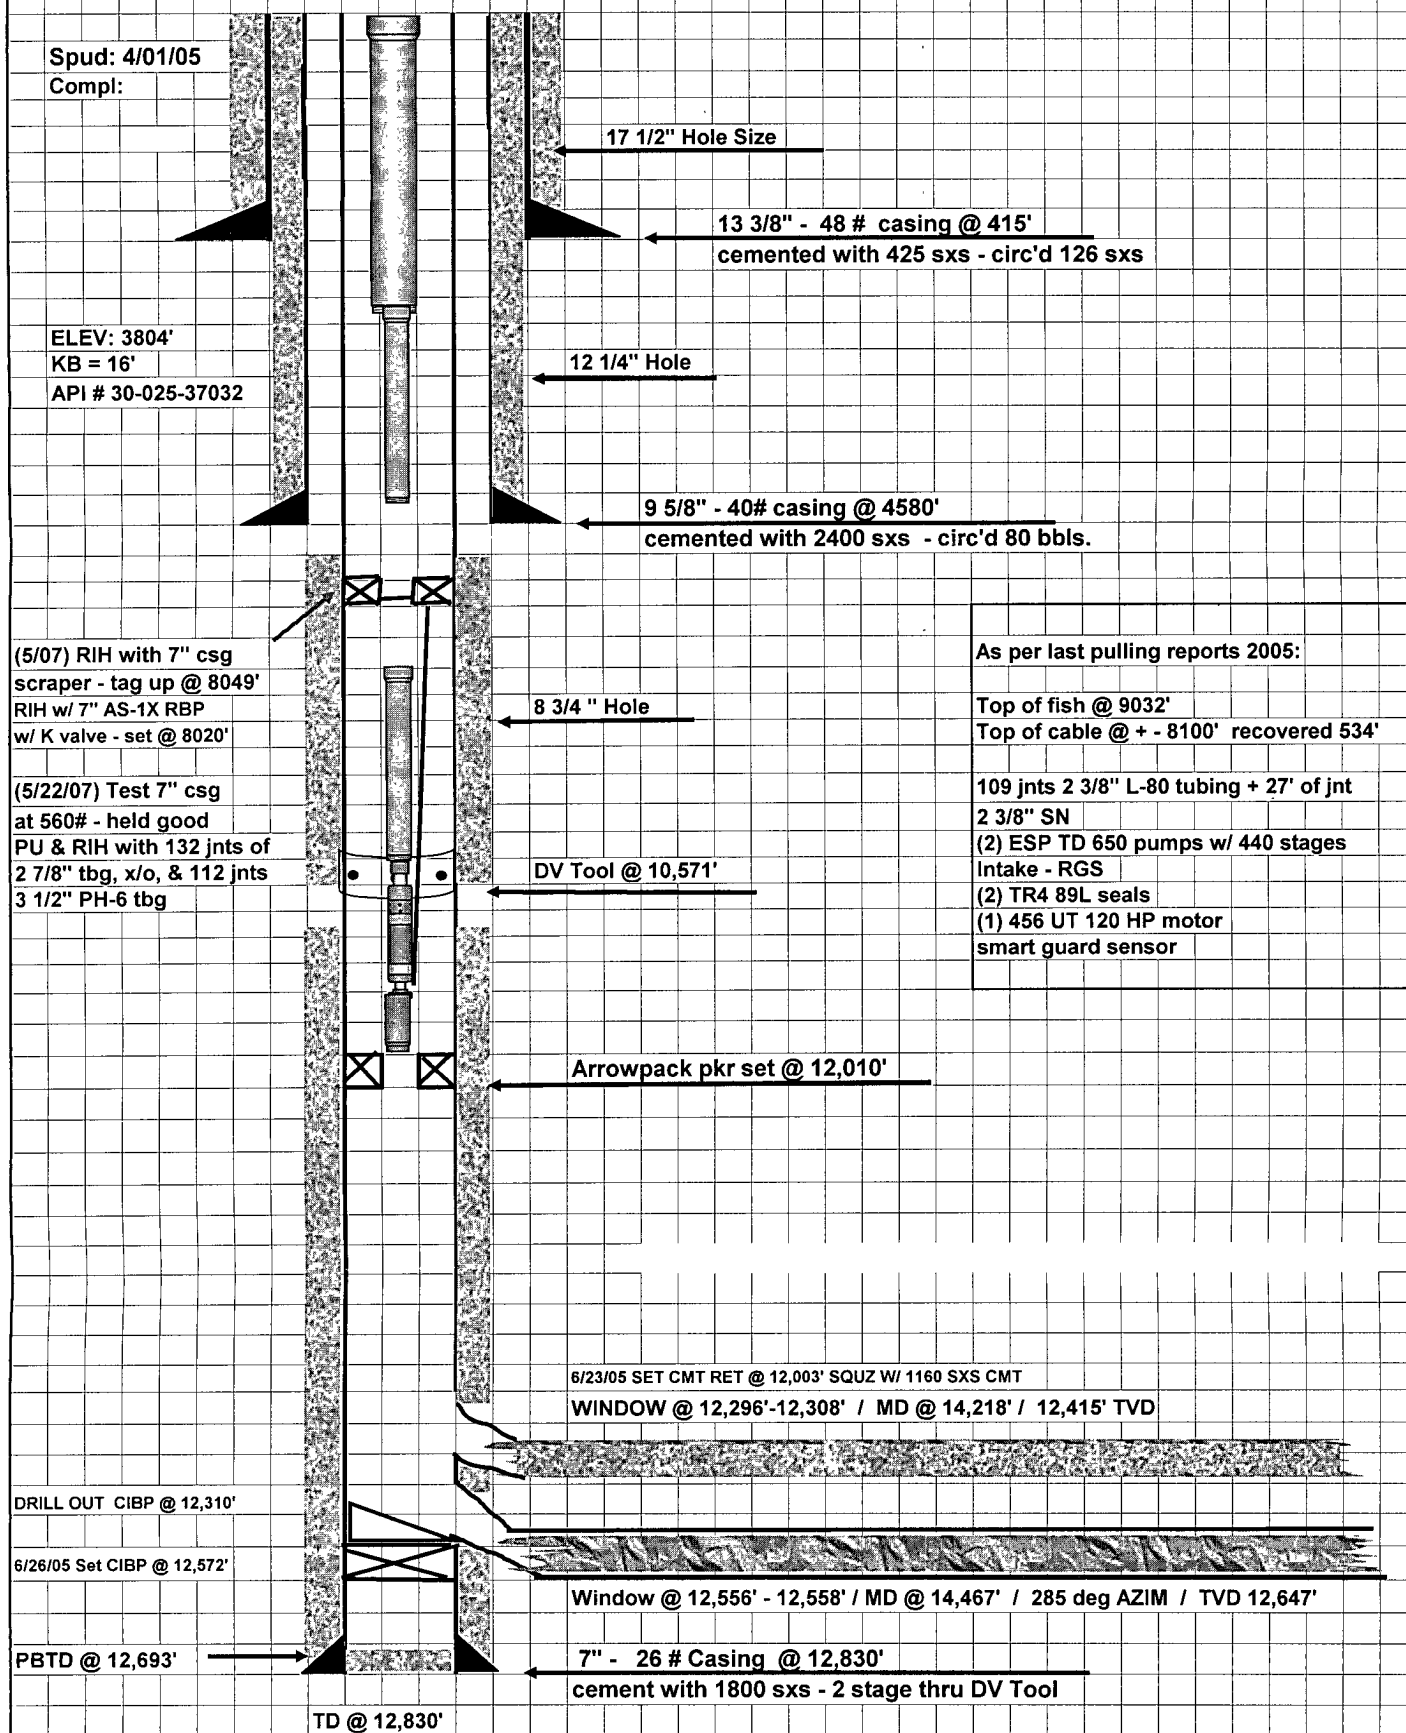 Spud: 4/01/05
Compl:
17 1/2" Hole Size
13 3/8" - 48 # casing @ 415'
cemented with 425 sxs - circ'd 126 sxs
ELEV: 3804'
KB = 16'
API # 30-025-37032
12 1/4" Hole
9 5/8" - 40# casing @ 4580'
cemented with 2400 sxs - circ'd 80 bbls.
(5/07) RIH with 7" csg
scraper - tag up @ 8049'
RIH w/ 7" AS-1X RBP
w/ K valve - set @ 8020'
(5/22/07) Test 7" csg
at 560# - held good
PU & RIH with 132 jnts of
2 7/8" tbg, x/o, & 112 jnts
3 1/2" PH-6 tbg
8 3/4 " Hole
DV Tool @ 10,571'
As per last pulling reports 2005:
Top of fish @ 9032'
Top of cable @ + - 8100' recovered 534'
109 jnts 2 3/8" L-80 tubing + 27' of jnt
2 3/8" SN
(2) ESP TD 650 pumps w/ 440 stages
Intake - RGS
(2) TR4 89L seals
(1) 456 UT 120 HP motor
smart guard sensor
Arrowpack pkr set @ 12,010'
6/23/05 SET CMT RET @ 12,003' SQUZ W/ 1160 SXS CMT
WINDOW @ 12,296'-12,308' / MD @ 14,218' / 12,415' TVD
DRILL OUT CIBP @ 12,310'
6/26/05 Set CIBP @ 12,572'
Window @ 12,556' - 12,558' / MD @ 14,467' / 285 deg AZIM / TVD 12,647'
PBTD @ 12,693'
7" - 26 # Casing @ 12,830'
cement with 1800 sxs - 2 stage thru DV Tool
TD @ 12,830'